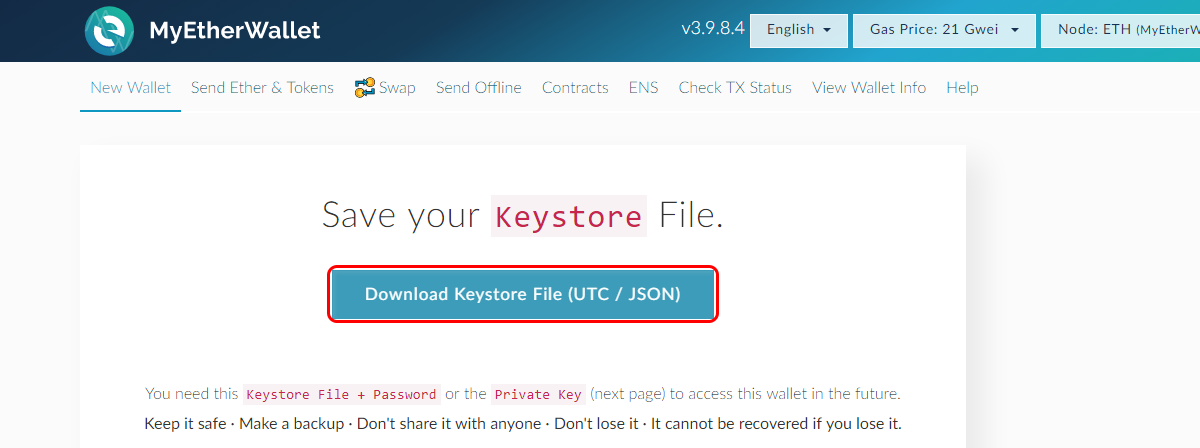 MyEtherWallet
v3.9.8.4 English Gas Price: 21 Gwei Node: ETH (MyEtherW
New Wallet Send Ether & Tokens Swap Send Offline Contracts ENS Check TX Status View Wallet Info Help
Save your Keystore File.
Download Keystore File (UTC / JSON)
You need this Keystore File + Password or the Private Key (next page) to access this wallet in the future.
Keep it safe · Make a backup · Don't share it with anyone · Don't lose it · It cannot be recovered if you lose it.